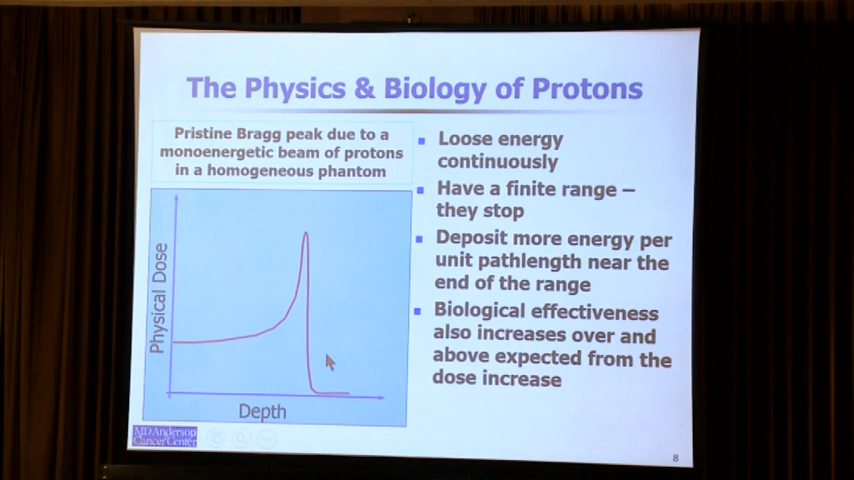 The Physics & Biology of Protons
Pristine Bragg peak due to a
monoenergetic beam of protons
in a homogeneous phantom
Physical Dose
Depth
▪ Loose energy
continuously
▪ Have a finite range –
they stop
▪ Deposit more energy per
unit pathlength near the
end of the range
▪ Biological effectiveness
also increases over and
above expected from the
dose increase
MD Anderson
Cancer Center
8